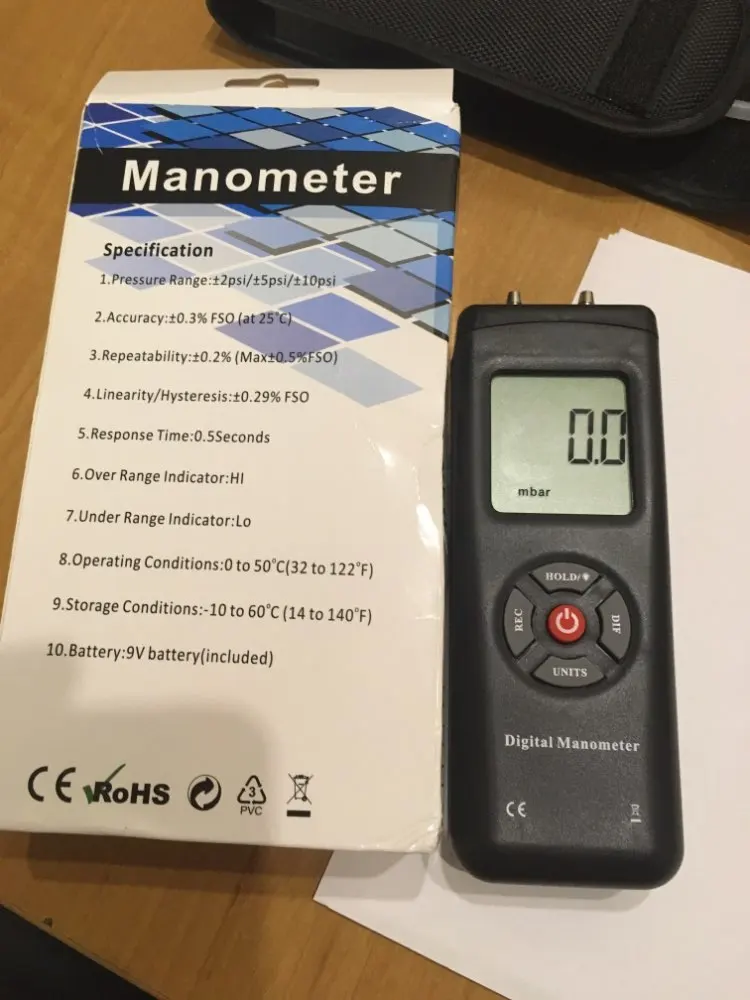 Manometer
Specification
1.Pressure Range:±2psi/±5psi/±10psi
2.Accuracy:±0.3% FSO (at 25°C)
3.Repeatability:±0.2% (Max±0.5%FSO)
4.Linearity/Hysteresis:±0.29% FSO
5.Response Time:0.5Seconds
6.Over Range Indicator:HI
7.Under Range Indicator:Lo
8.Operating Conditions:0 to 50°C(32 to 122°F)
9.Storage Conditions:-10 to 60°C (14 to 140°F)
10.Battery:9V battery(included)
CE RoHS
3
PVC
0.0
mbar
HOLD/
REC
DIF
UNITS
Digital Manometer
CE